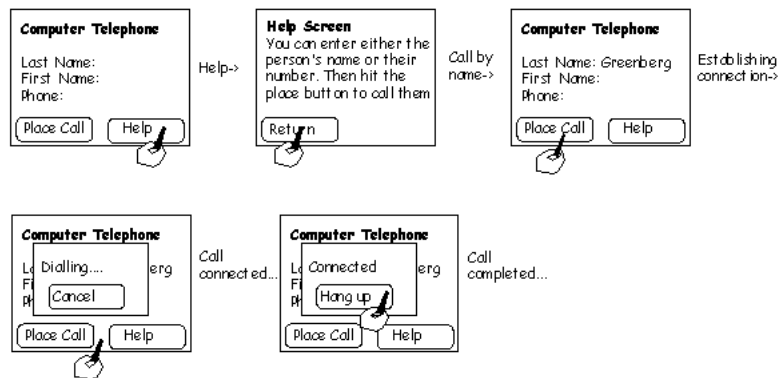 Computer Telephone
Last Name:
First Name:
Phone:
Place Call
Help
Help->
Help Screen
You can enter either the
person's name or their
number. Then hit the
place button to call them
Return
Call by
name->
Computer Telephone
Last Name: Greenberg
First Name:
Phone:
Place Call
Help
Establishing
connection->
Computer Telephone
Dialling....
erg
Cancel
Place Call
Help
Call
connected...
Computer Telephone
Connected
erg
Hang up
Place Call
Help
Call
completed...